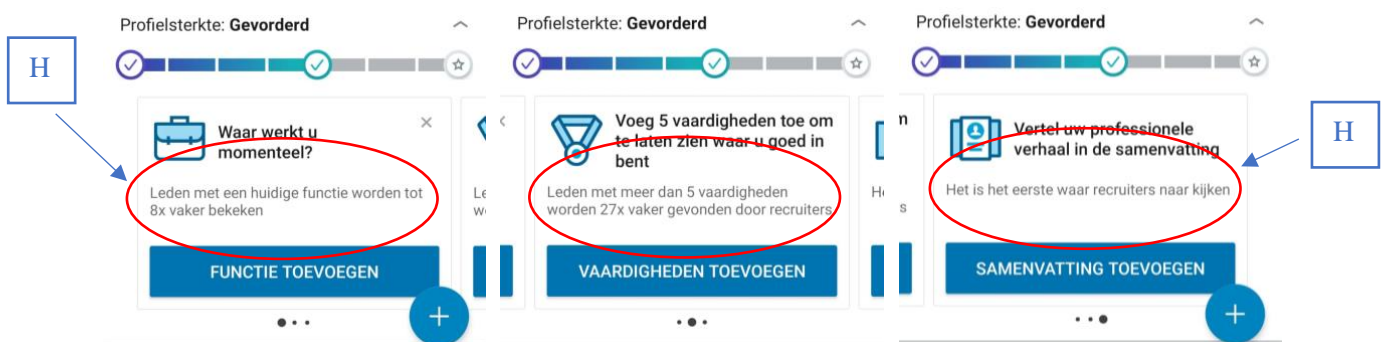 Profielsterkte: Gevorderd
H
Waar werkt u
momenteel?
Leden met een huidige functie worden tot
8x vaker bekeken
FUNCTIE TOEVOEGEN
+
Le
Profielsterkte: Gevorderd
Voeg 5 vaardigheden toe om
te laten zien waar u goed in
bent
Leden met meer dan 5 vaardigheden
worden 27x vaker gevonden door recruiters
VAARDIGHEDEN TOEVOEGEN
He
Profielsterkte: Gevorderd
m
s
Vertel uw professionele
verhaal in de samenvatting
Het is het eerste waar recruiters naar kijken
SAMENVATTING TOEVOEGEN
+
H